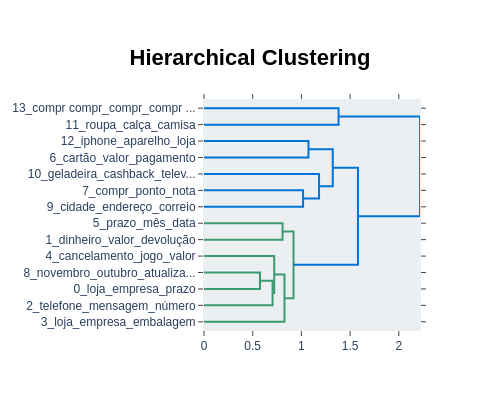 Hierarchical Clustering
13_compr compr_compr_compr ...
11_roupa_calça_camisa
12_iphone_aparelho_loja
6_cartão_valor_pagamento
10_geladeira_cashback_telev...
7_compr_ponto_nota
9_cidade_endereço_correio
5_prazo_mês_data
1_dinheiro_valor_devolução
4_cancelamento_jogo_valor
8_novembro_outubro_atualiza...
0_loja_empresa_prazo
2_telefone_mensagem_número
3_loja_empresa_embalagem
0 0.5 1 1.5 2